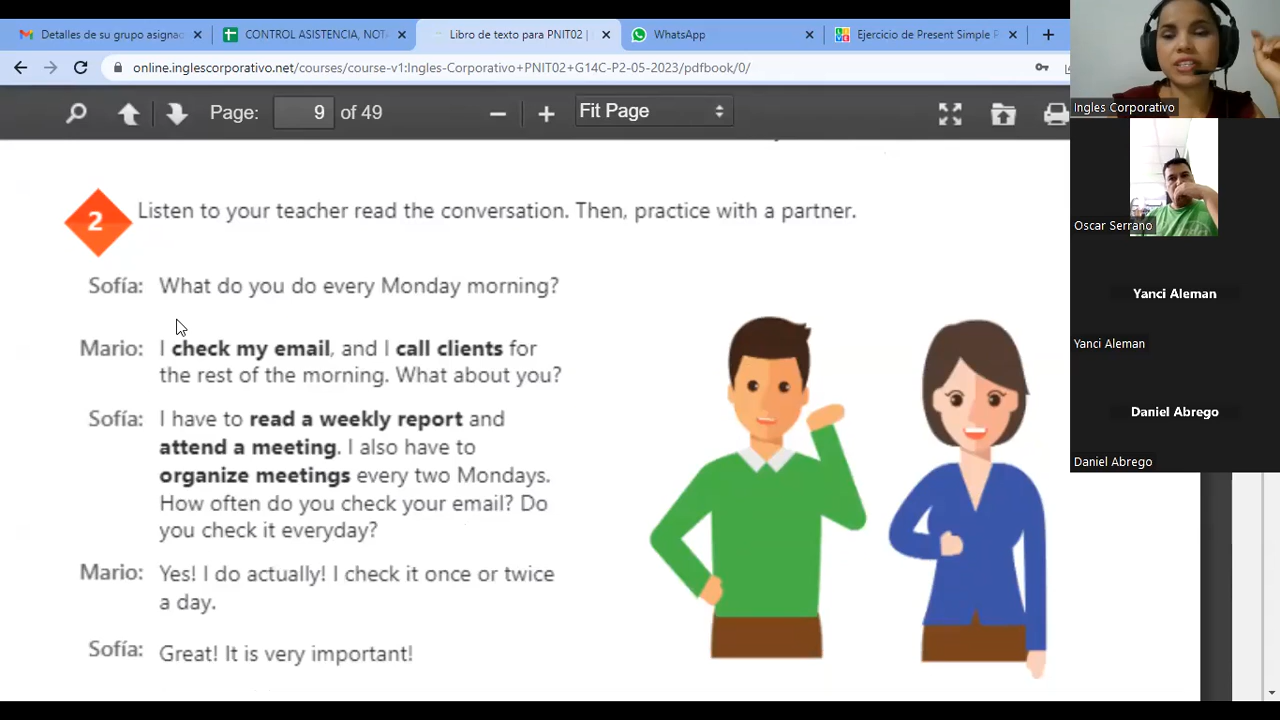 Detalles de su grupo asignad
CONTROL ASISTENCIA, NOT
Libro de texto para PNIT02 |
WhatsApp
Ejercicio de Present Simple P
online.inglescorporativo.net/courses/course-v1:Ingles-Corporativo+PNIT02+G14C-P2-05-2023/pdfbook/0/
Page: 9 of 49
Fit Page
Ingles Corporativo
Oscar Serrano
Yanci Aleman
Yanci Aleman
Daniel Abrego
Daniel Abrego
2 Listen to your teacher read the conversation. Then, practice with a partner.
Sofía: What do you do every Monday morning?
Mario: I check my email, and I call clients for
the rest of the morning. What about you?
Sofía: I have to read a weekly report and
attend a meeting. I also have to
organize meetings every two Mondays.
How often do you check your email? Do
you check it everyday?
Mario: Yes! I do actually! I check it once or twice
a day.
Sofía: Great! It is very important!